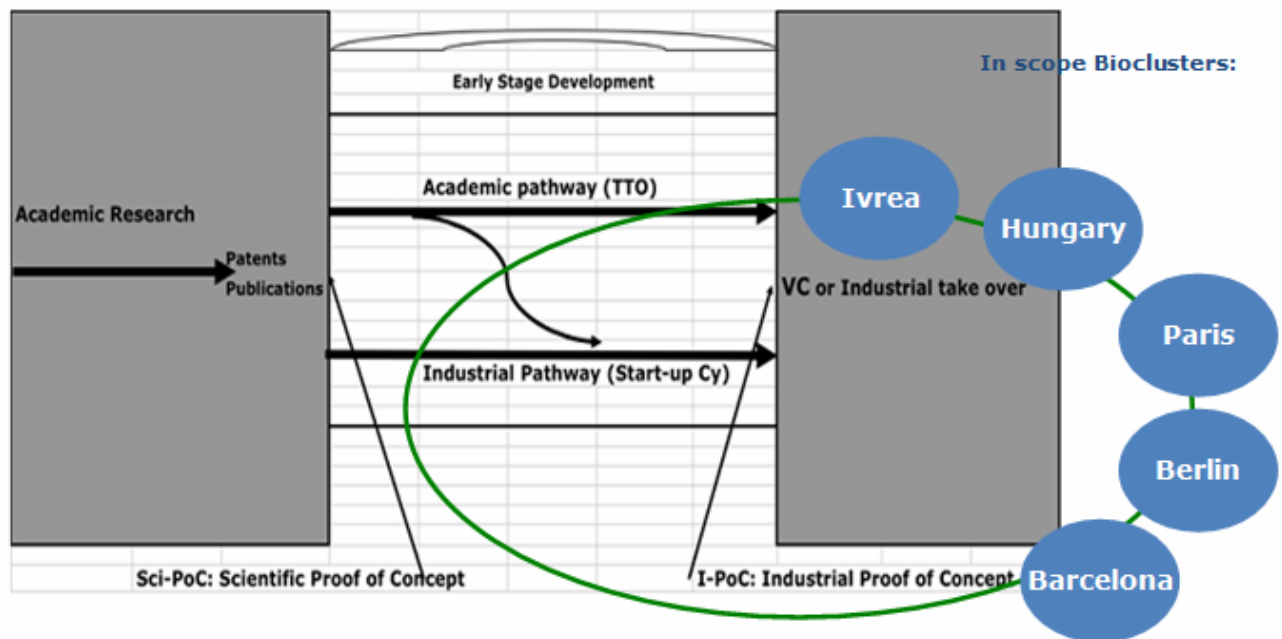 In scope Bioclusters:
Early Stage Development
Academic pathway (TTO)
Ivrea
Academic Research
Hungary
Patents
Publications
VC or Industrial take over
Paris
Industrial Pathway (Start-up Cy)
Berlin
Sci-PoC: Scientific Proof of Concept
I-PoC: Industrial Proof of Concept
Barcelona